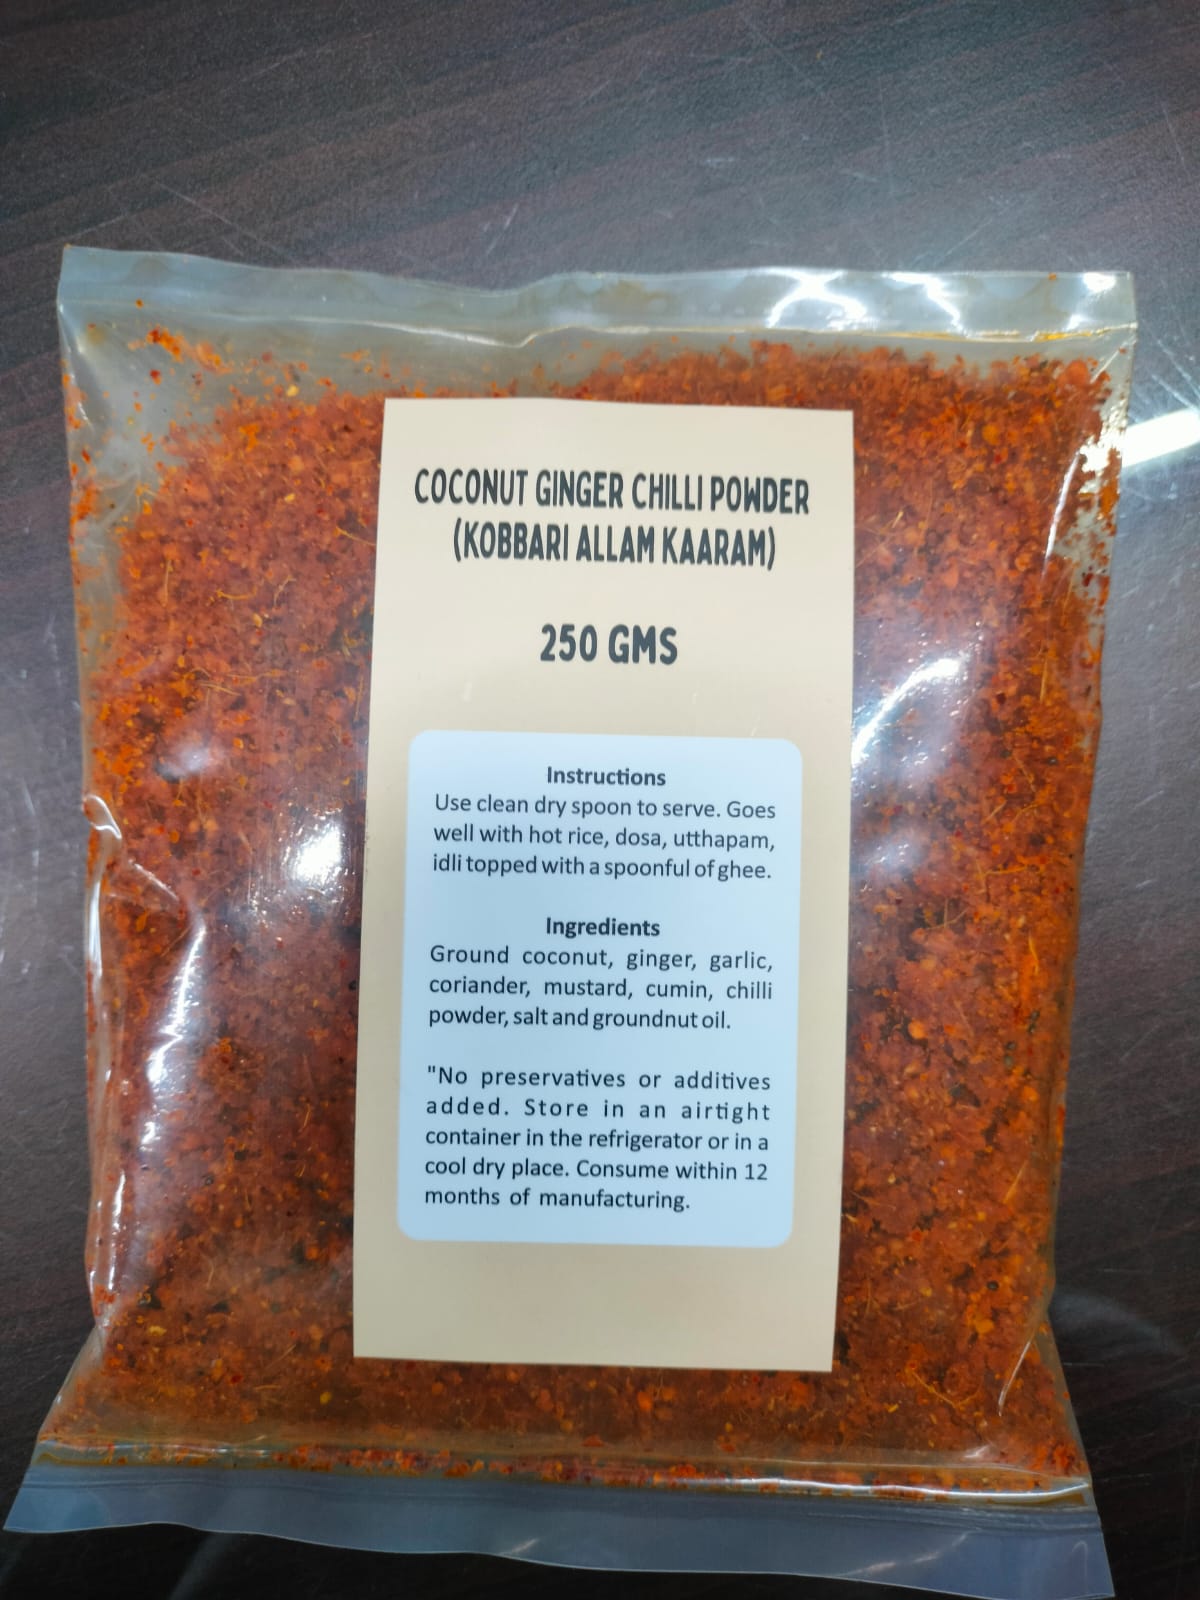 COCONUT GINGER CHILLI POWDER
(KOBBARI ALLAM KAARAM)
250 GMS
Instructions
Use clean dry spoon to serve. Goes
well with hot rice, dosa, utthapam,
idli topped with a spoonful of ghee.
Ingredients
Ground coconut, ginger, garlic,
coriander, mustard, cumin, chilli
powder, salt and groundnut oil.
"No preservatives or additives
added. Store in an airtight
container in the refrigerator or in a
cool dry place. Consume within 12
months of manufacturing.